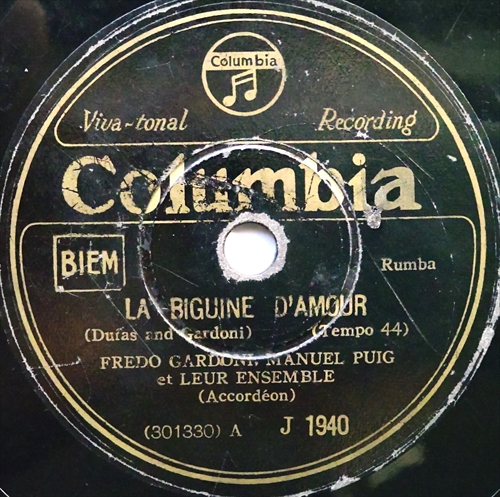 Columbia
Viva-tonal Recording
Columbia
BIEM
Rumba
LA BIGUINE D'AMOUR
(Dufas and Gardoni) (Tempo 44)
FREDO GARDONI, MANUEL PUIG
et LEUR ENSEMBLE
(Accordéon)
(301330) A J 1940